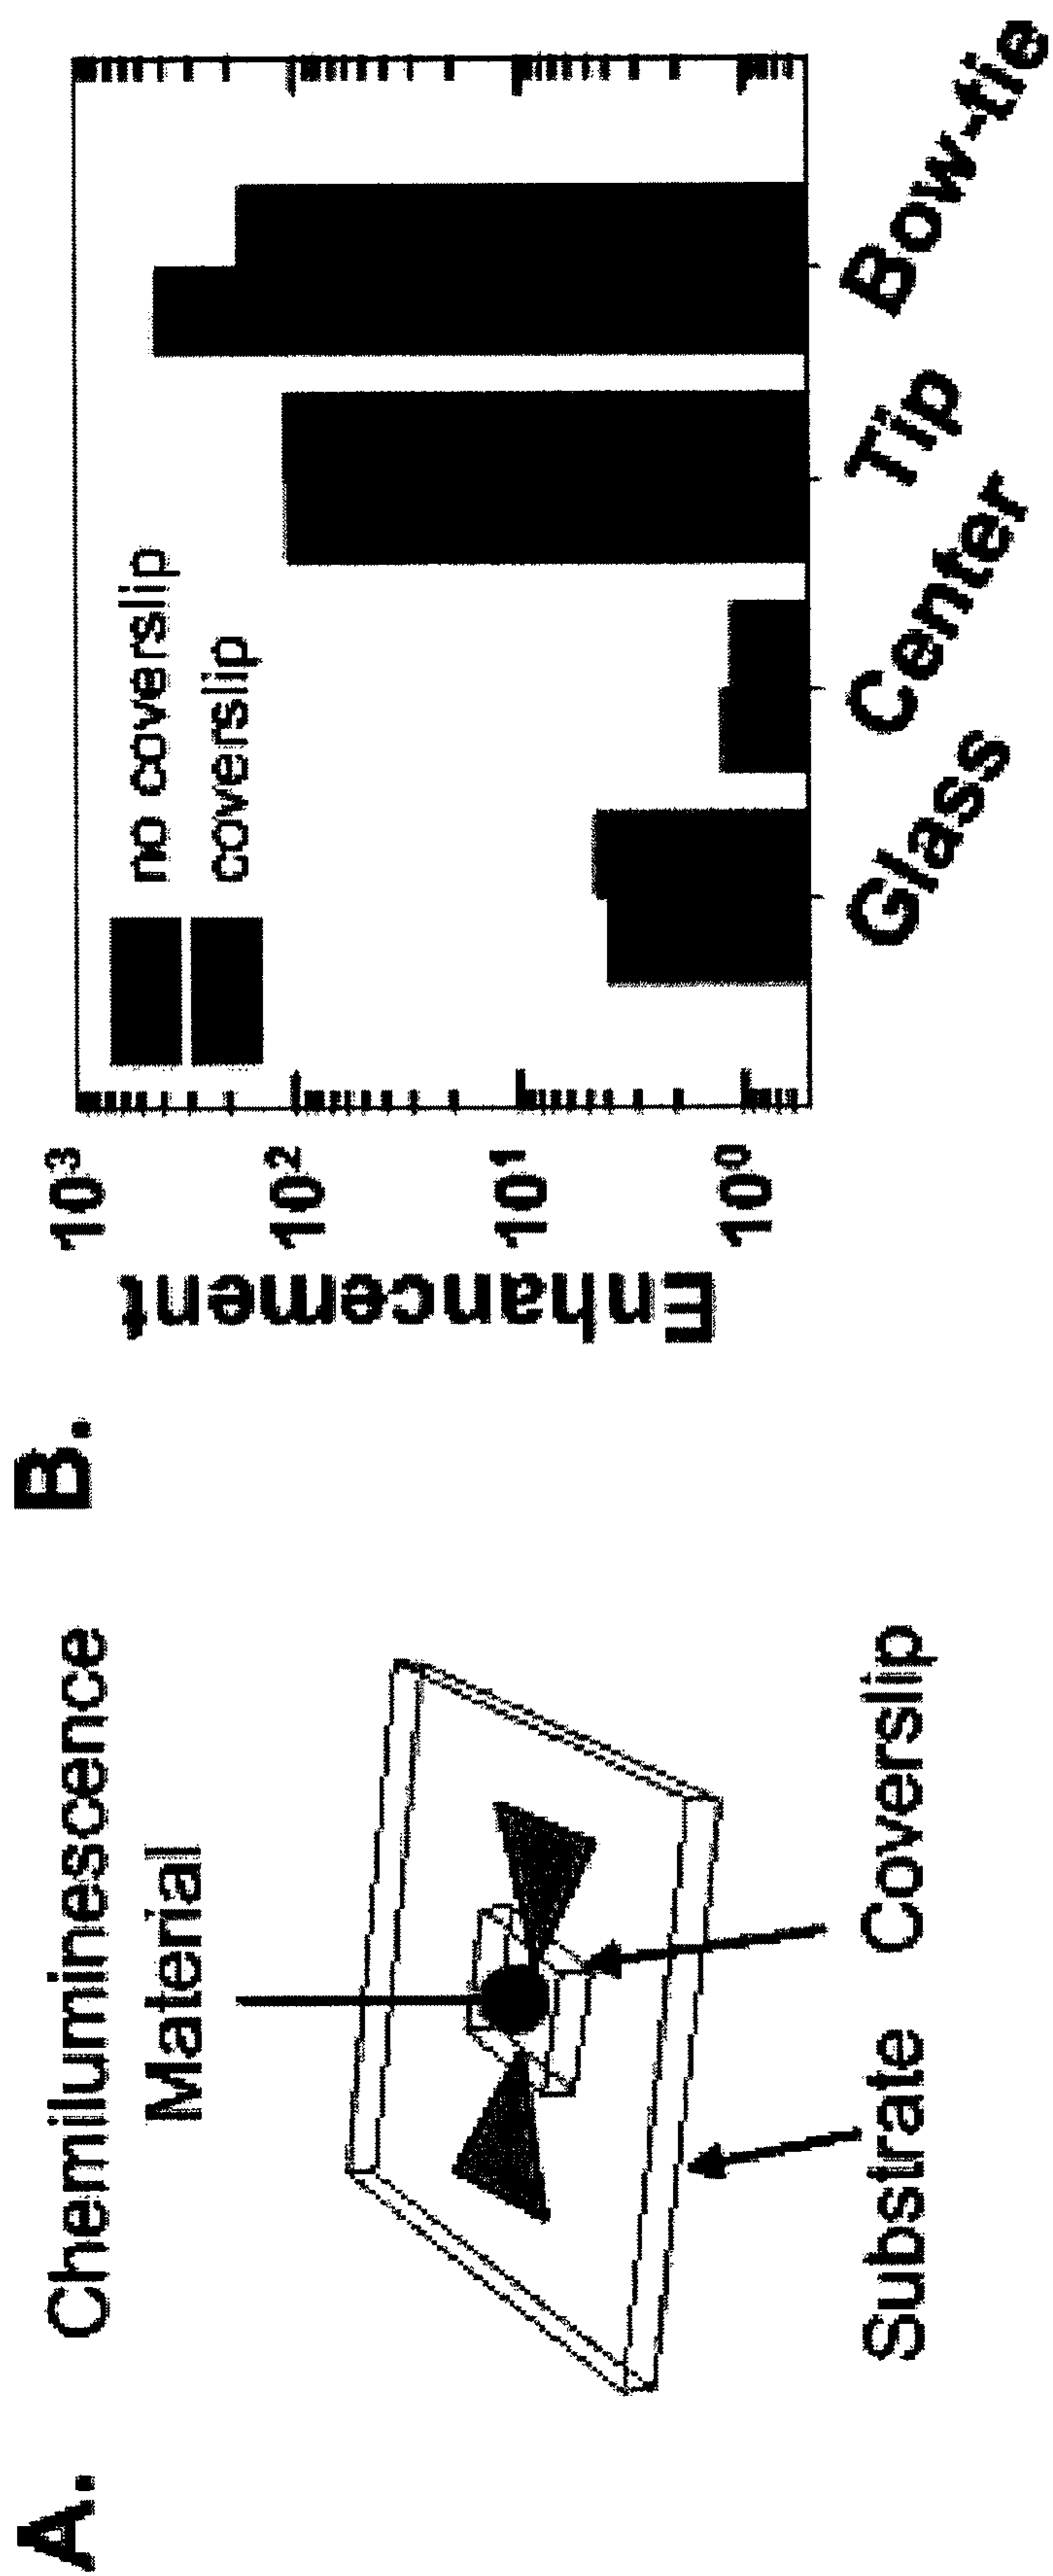 A.
Chemiluminescence
Material
Substrate
Coverslip
B.
Enhancement
10³
10²
10¹
10⁰
no coverslip
coverslip
Glass
Center
Tip
Bow-tie